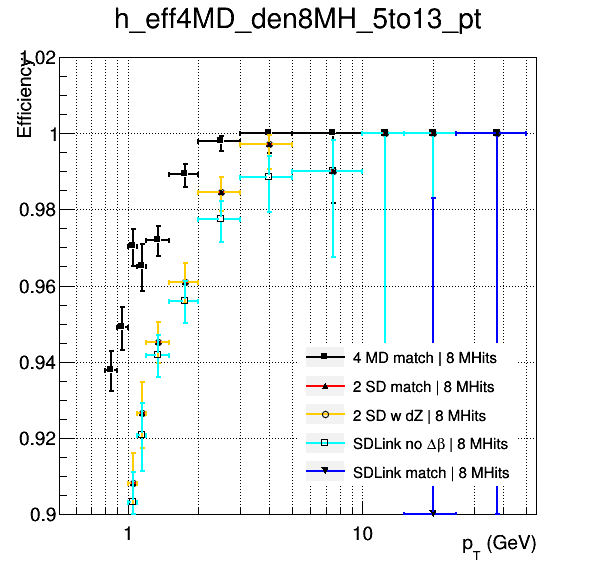 h_eff4MD_den8MH_5to13_pt
Efficiency
1.02
1
0.98
0.96
0.94
0.92
0.9
4 MD match | 8 MHits
2 SD match | 8 MHits
2 SD w dZ | 8 MHits
SDLink no Δβ | 8 MHits
SDLink match | 8 MHits
1
10
p_T (GeV)